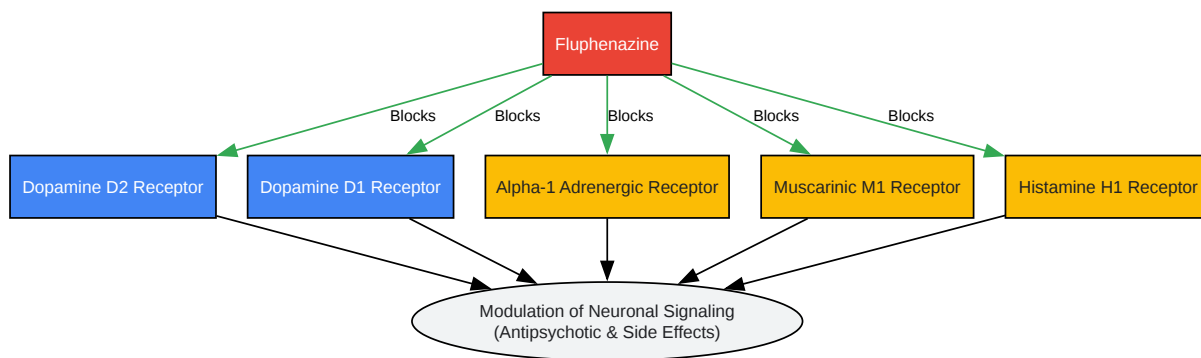 Fluphenazine
Blocks
Blocks
Blocks
Blocks
Blocks
Dopamine D2 Receptor
Dopamine D1 Receptor
Alpha-1 Adrenergic Receptor
Muscarinic M1 Receptor
Histamine H1 Receptor
Modulation of Neuronal Signaling
(Antipsychotic & Side Effects)